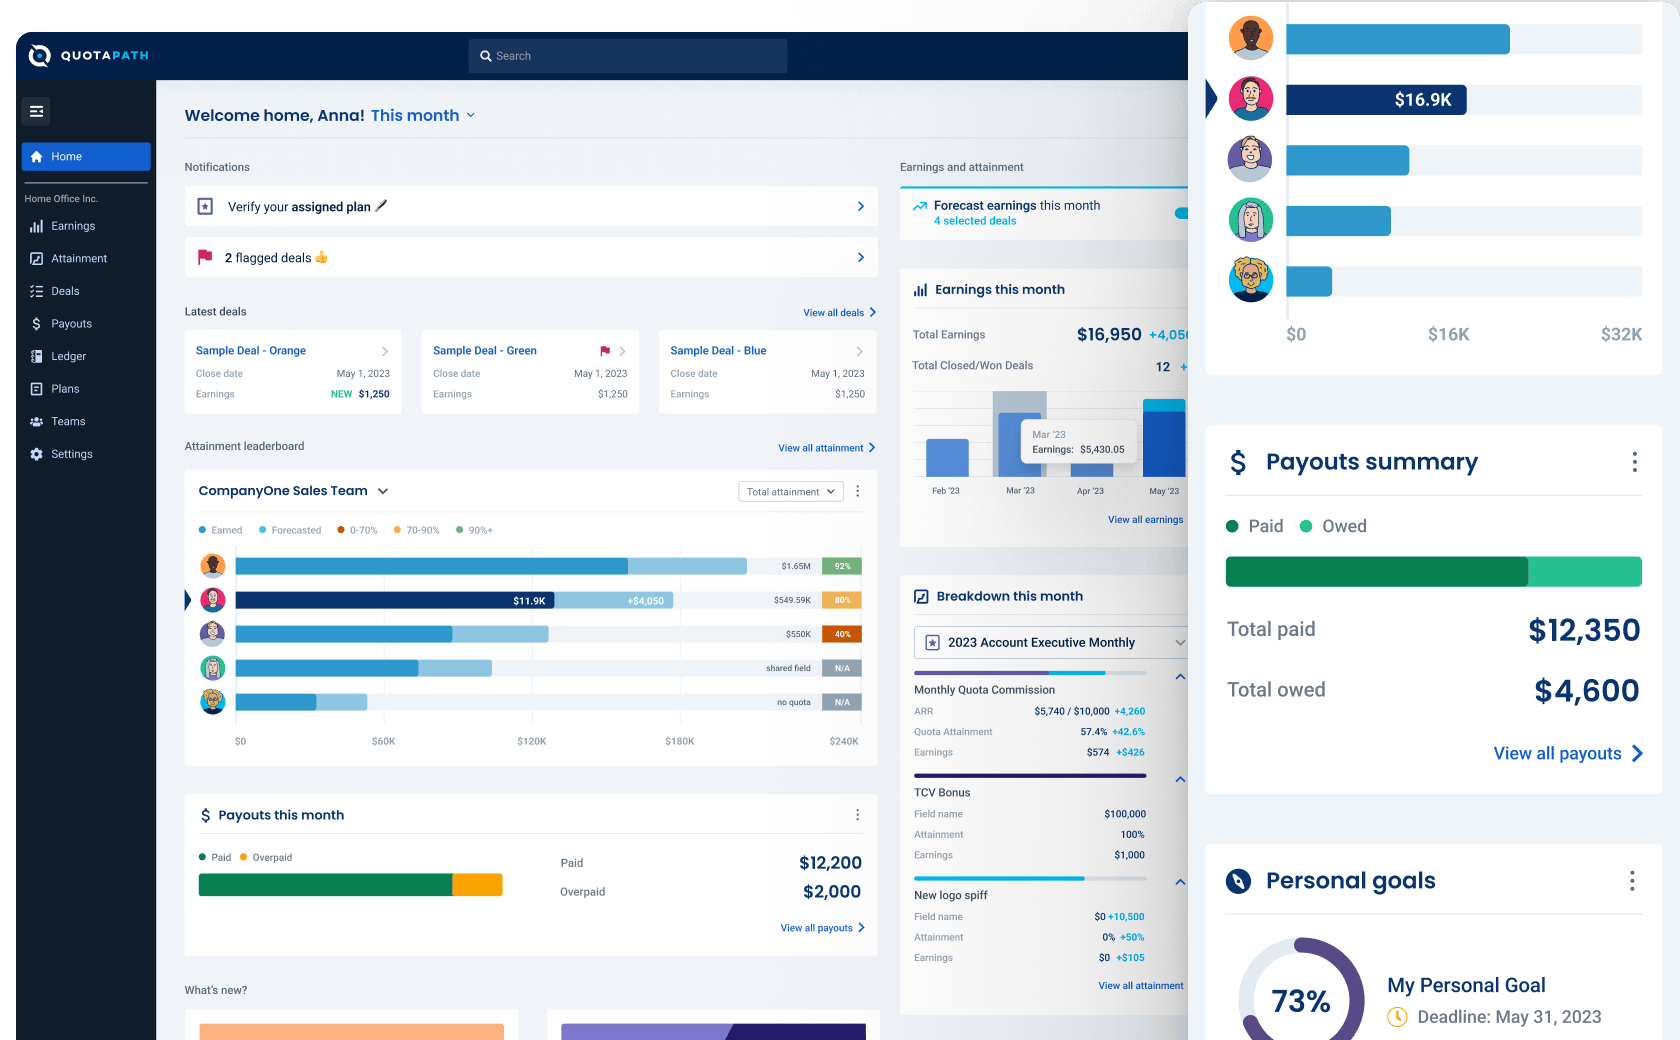 QUOTAPATH
Search
Home
Home Office Inc.
Earnings
Attainment
Deals
Payouts
Ledger
Plans
Teams
Settings
Welcome home, Anna! This month
Notifications
Verify your assigned plan
2 flagged deals
Latest deals
View all deals
Sample Deal - Orange
Close date May 1, 2023
Earnings NEW $1,250
Sample Deal - Green
Close date May 1, 2023
Earnings $1,250
Sample Deal - Blue
Close date May 1, 2023
Earnings $1,250
Attainment leaderboard
View all attainment
CompanyOne Sales Team
Total attainment
Earned Forecasted 0-70% 70-90% 90%+
$1.65M 92%
$11.9K +$4,050 $549.59K 80%
$550K 40%
shared field N/A
no quota N/A
$0 $60K $120K $180K $240K
Payouts this month
Paid Overpaid
Paid $12,200
Overpaid $2,000
View all payouts
What's new?
Earnings and attainment
Forecast earnings this month
4 selected deals
Earnings this month
Total Earnings $16,950 +4,050
Total Closed/Won Deals 12 +
Mar '23
Earnings: $5,430.05
Feb '23 Mar '23 Apr '23 May '23
View all earnings
Breakdown this month
2023 Account Executive Monthly
Monthly Quota Commission
ARR $5,740 / $10,000 +4,260
Quota Attainment 57.4% +42.6%
Earnings $574 +$426
TCV Bonus
Field name $100,000
Attainment 100%
Earnings $1,000
New logo spiff
Field name $0 +10,500
Attainment 0% +50%
Earnings $0 +$105
View all attainment
$16.9K
$0 $16K $32K
Payouts summary
Paid Owed
Total paid $12,350
Total owed $4,600
View all payouts
Personal goals
73%
My Personal Goal
Deadline: May 31, 2023